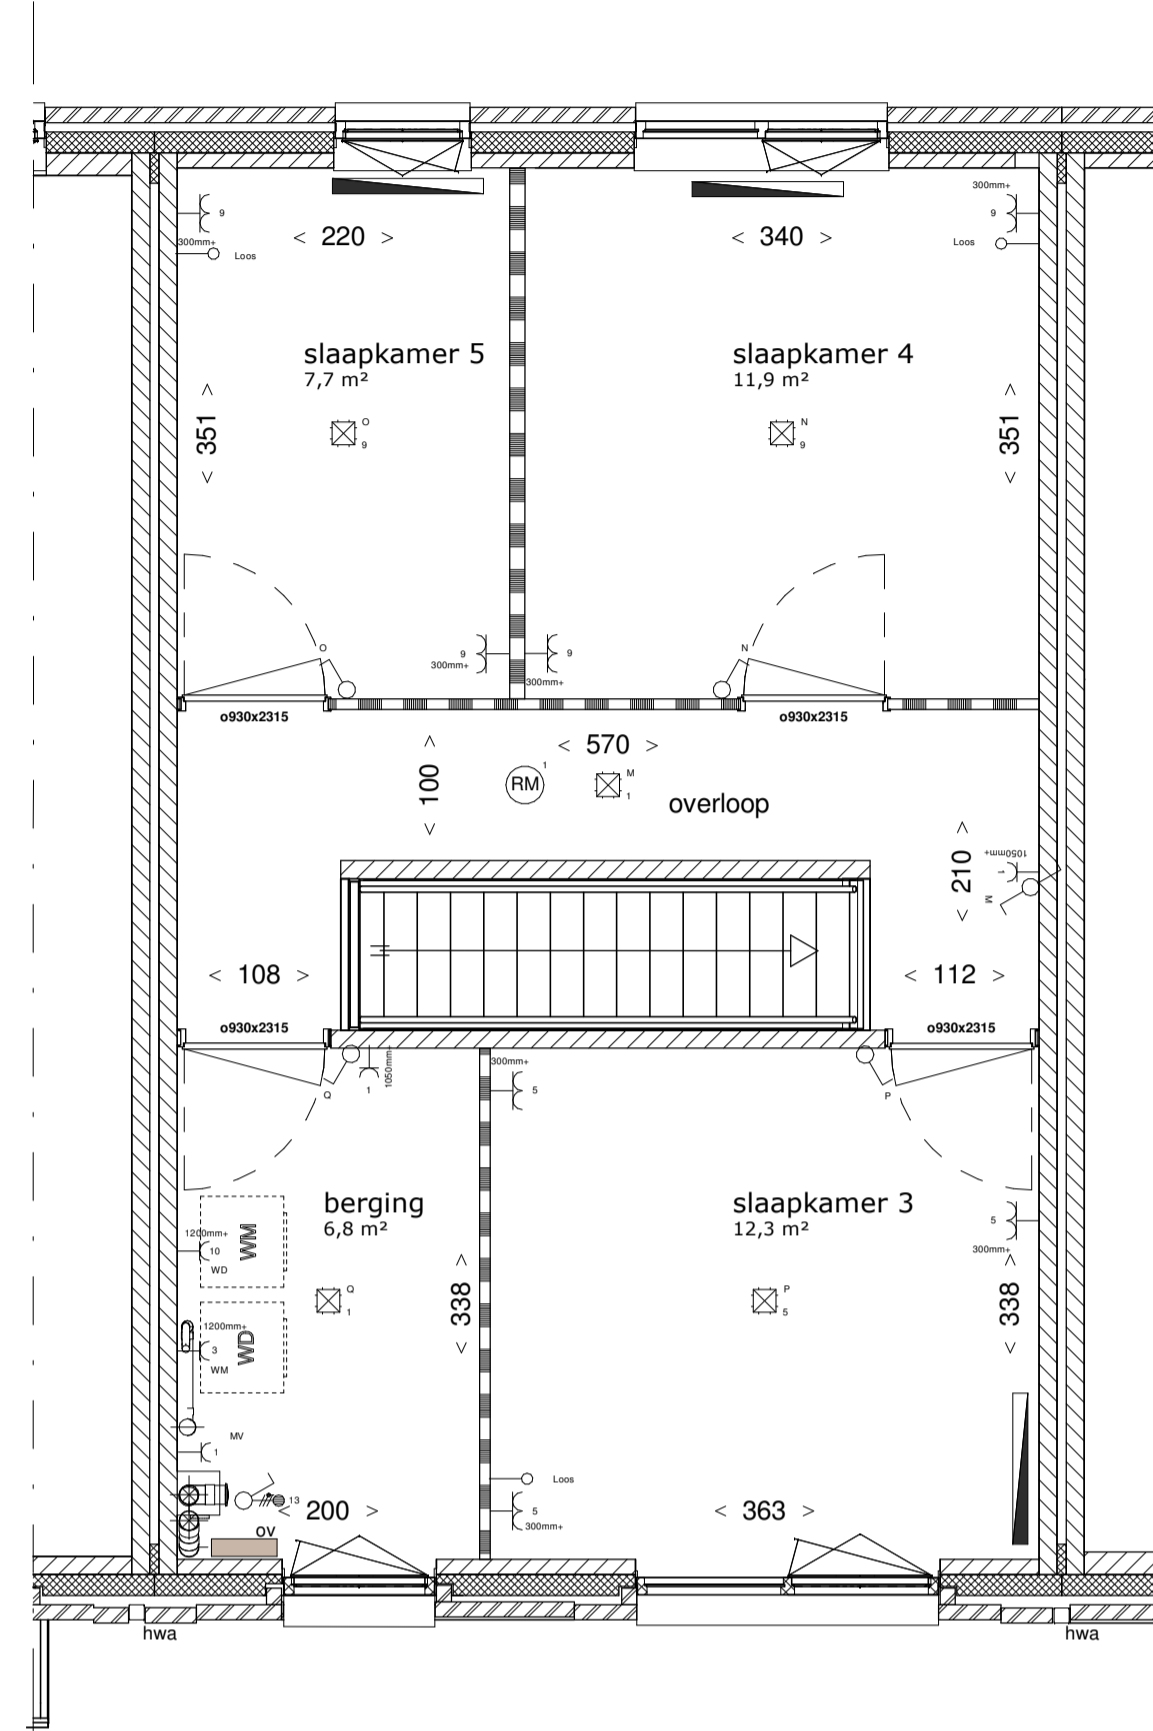 300mm+
9
9
< 220 >
< 340 >
300mm+
Loos
Loos
slaapkamer 5
7,7 m²
slaapkamer 4
11,9 m²
< 351 >
< 351 >
O
9
N
9
O
N
9
300mm+
9
300mm+
o930x2315
o930x2315
< 570 >
< 100 >
RM
1
M
1
overloop
< 210 >
1050mm+
1
M
< 108 >
< 112 >
o930x2315
o930x2315
1050mm+
1
Q
300mm+
5
P
berging
6,8 m²
slaapkamer 3
12,3 m²
1200mm+
10
WD
WM
5
300mm+
< 338 >
< 338 >
Q
1
P
5
1200mm+
3
WM
WD
MV
1
Loos
13
< 200 >
5
300mm+
< 363 >
ov
hwa
hwa